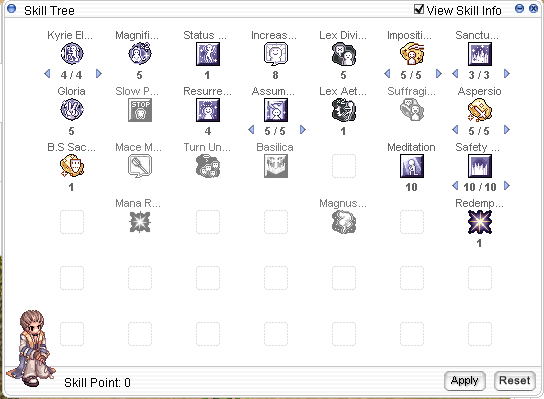 Skill Tree
View Skill Info
Kyrie El... Magnifi... Status ... Increas... Lex Divi... Impositi... Sanctu...
4 / 4 5 1 8 5 5 / 5 3 / 3
Gloria Slow P... Resurre... Assum... Lex Aet... Suffragi... Aspersio
STOP
5 4 5 / 5 1 5 / 5
B.S Sac... Mace M... Turn Un... Basilica Meditation Safety ...
1 10 10 / 10
Mana R... Magnus... Redemp...
1
Skill Point: 0
Apply Reset